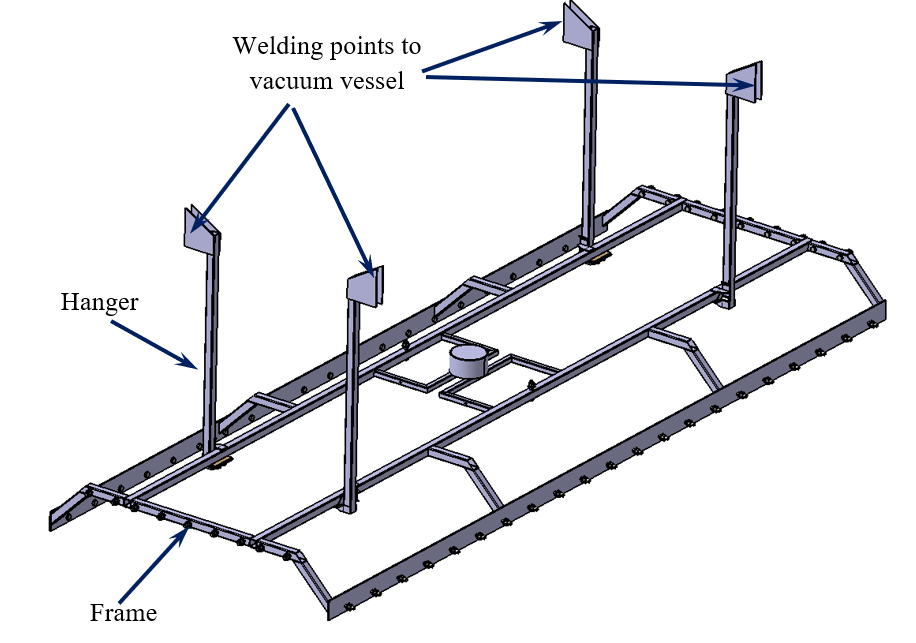 Welding points to
vacuum vessel
Hanger
Frame